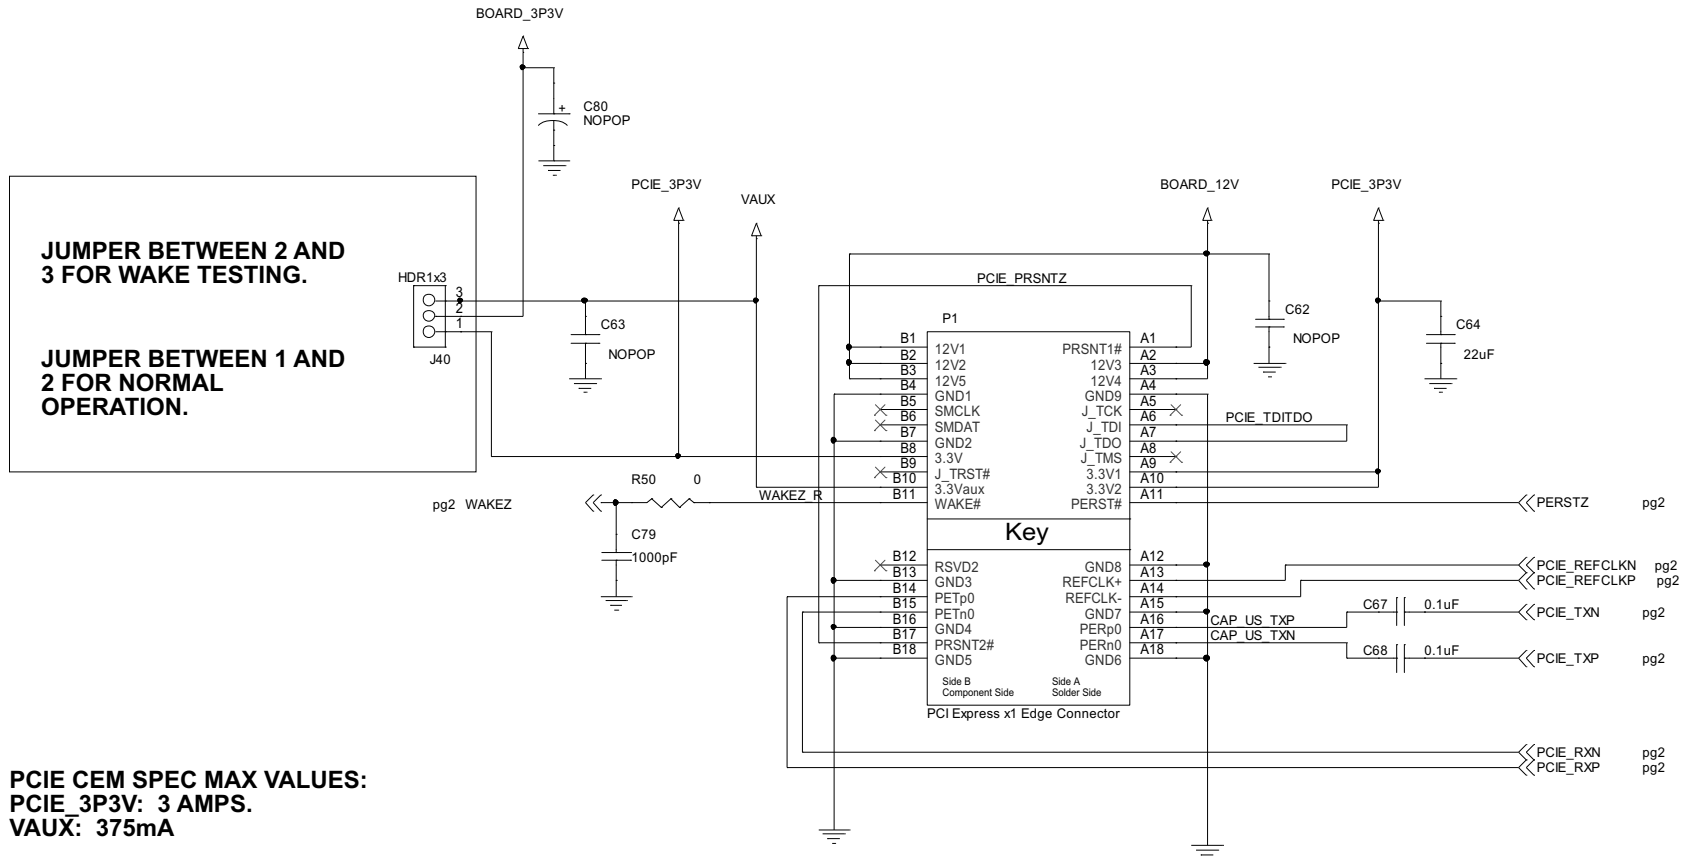 BOARD_3P3V
C80
NOPOP
+
JUMPER BETWEEN 2 AND
3 FOR WAKE TESTING.
JUMPER BETWEEN 1 AND
2 FOR NORMAL
OPERATION.
HDR1x3
3
2
1
J40
C63
NOPOP
PCIE_3P3V
VAUX
BOARD_12V
PCIE_3P3V
PCIE_PRSNTZ
C62
NOPOP
C64
22uF
P1
B1 12V1 PRSNT1# A1
B2 12V2 12V3 A2
B3 12V5 12V4 A3
B4 GND1 GND9 A4
B5 SMCLK J_TCK A5
B6 SMDAT J_TDI A6 PCIE_TDITDO
B7 GND2 J_TDO A7
B8 3.3V J_TMS A8
B9 J_TRST# 3.3V1 A9
B10 3.3Vaux 3.3V2 A10
B11 WAKE# PERST# A11
R50 0
pg2 WAKEZ
WAKEZ_R
PERSTZ pg2
C79
1000pF
Key
B12 RSVD2 GND8 A12
B13 GND3 REFCLK+ A13
B14 PETp0 REFCLK- A14
B15 PETn0 GND7 A15
B16 GND4 PERp0 A16 CAP_US_TXP
B17 PRSNT2# PERn0 A17 CAP_US_TXN
B18 GND5 GND6 A18
PCIE_REFCLKN pg2
PCIE_REFCLKP pg2
C67 0.1uF PCIE_TXN pg2
C68 0.1uF PCIE_TXP pg2
Side B Side A
Component Side Solder Side
PCI Express x1 Edge Connector
PCIE_RXN pg2
PCIE_RXP pg2
PCIE CEM SPEC MAX VALUES:
PCIE_3P3V: 3 AMPS.
VAUX: 375mA